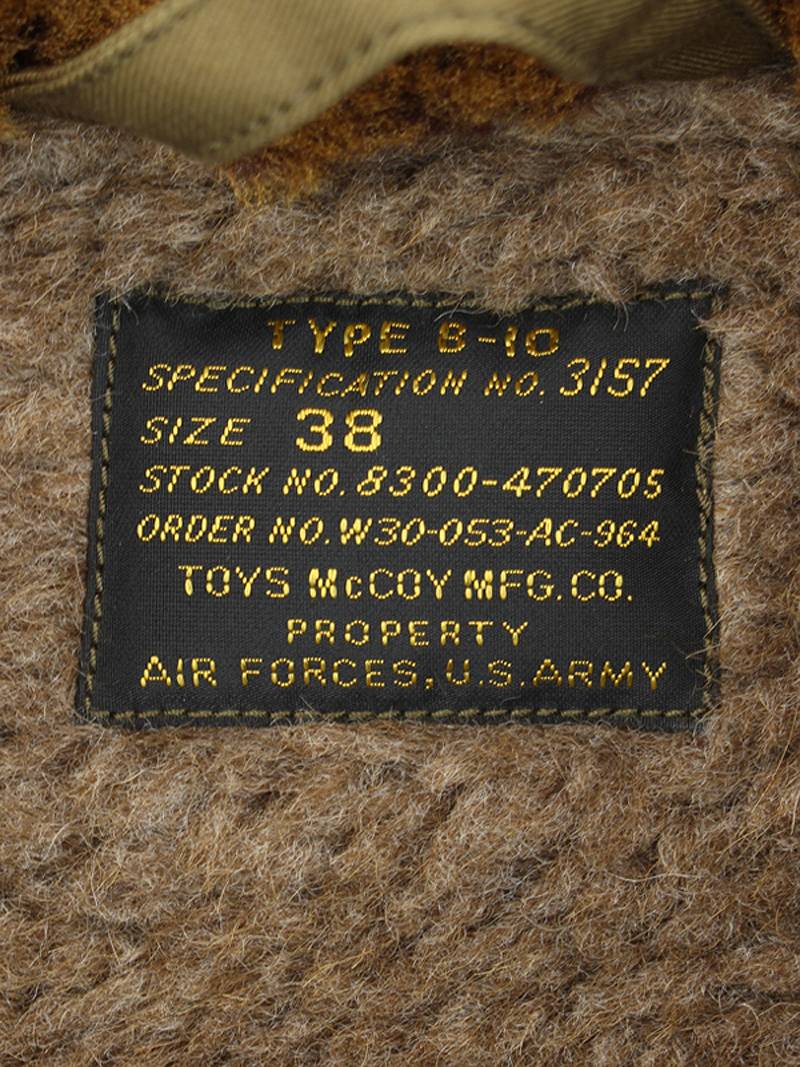 TYPE B-10
SPECIFICATION NO. 3157
SIZE 38
STOCK NO. 8300-470705
ORDER NO. W30-053-AC-964
TOYS McCOY MFG.CO.
PROPERTY
AIR FORCES, U.S. ARMY